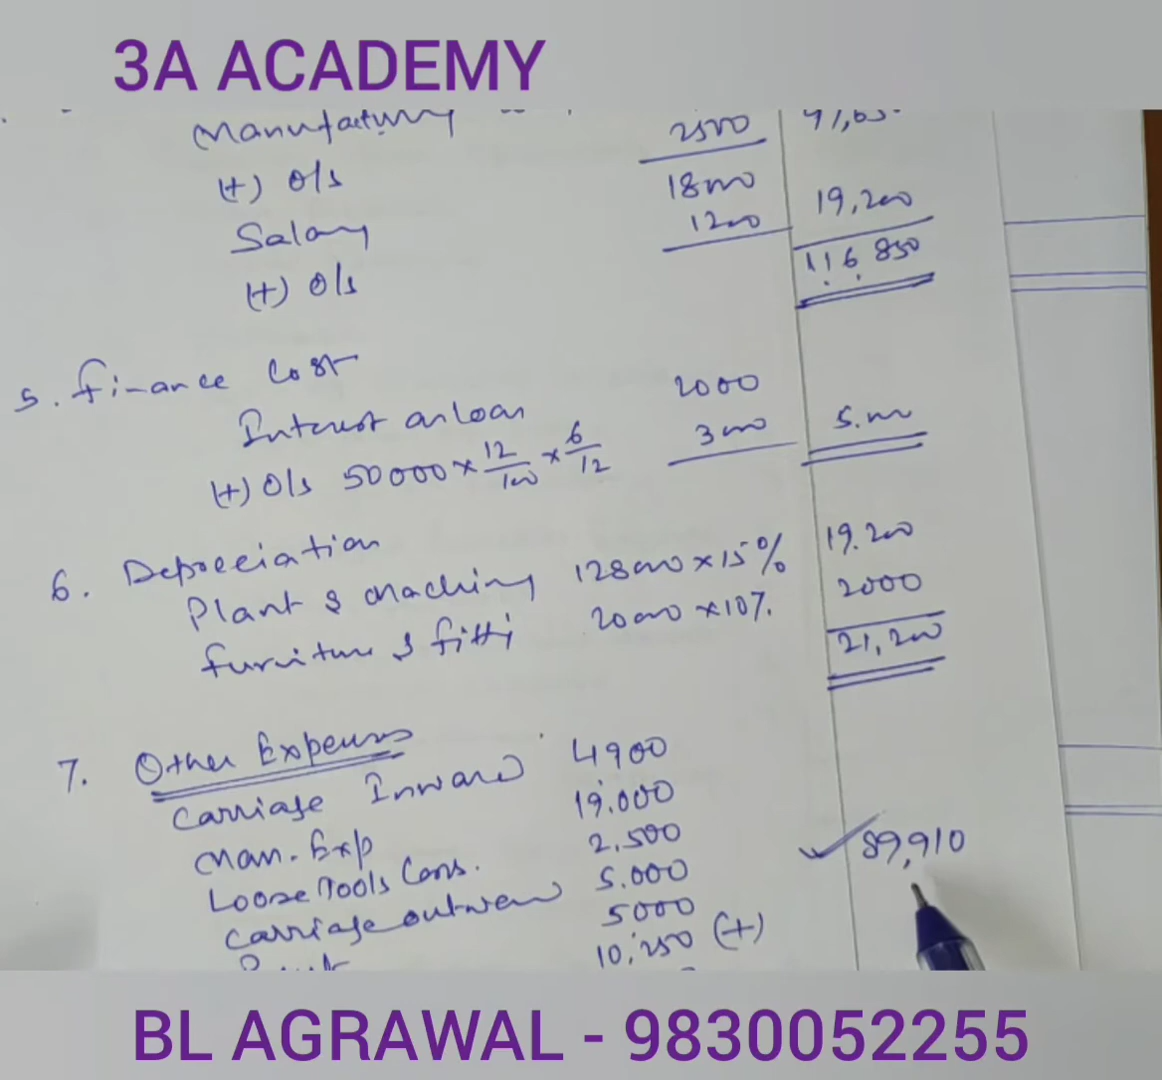 3A ACADEMY
Manufactury 2500
(+) o/s 18000 19,200
Salary 1200
(+) o/s 116 850
5. Finance Cost
Interest on loan 2000
(+) O/s 50000 × 12/100 × 6/12 3000 5.000
6. Depreciation
Plant & Machinery 128000 × 15% 19.200
furniture & fitti 20000 × 10% 2000
21,200
7. Other Expenses
Carriage Inward 4900
Man. Exp 19.000
Loose Tools Cons. 2,500 89,910
Carriage outward 5.000
5000
10,250 (+)
BL AGRAWAL - 9830052255